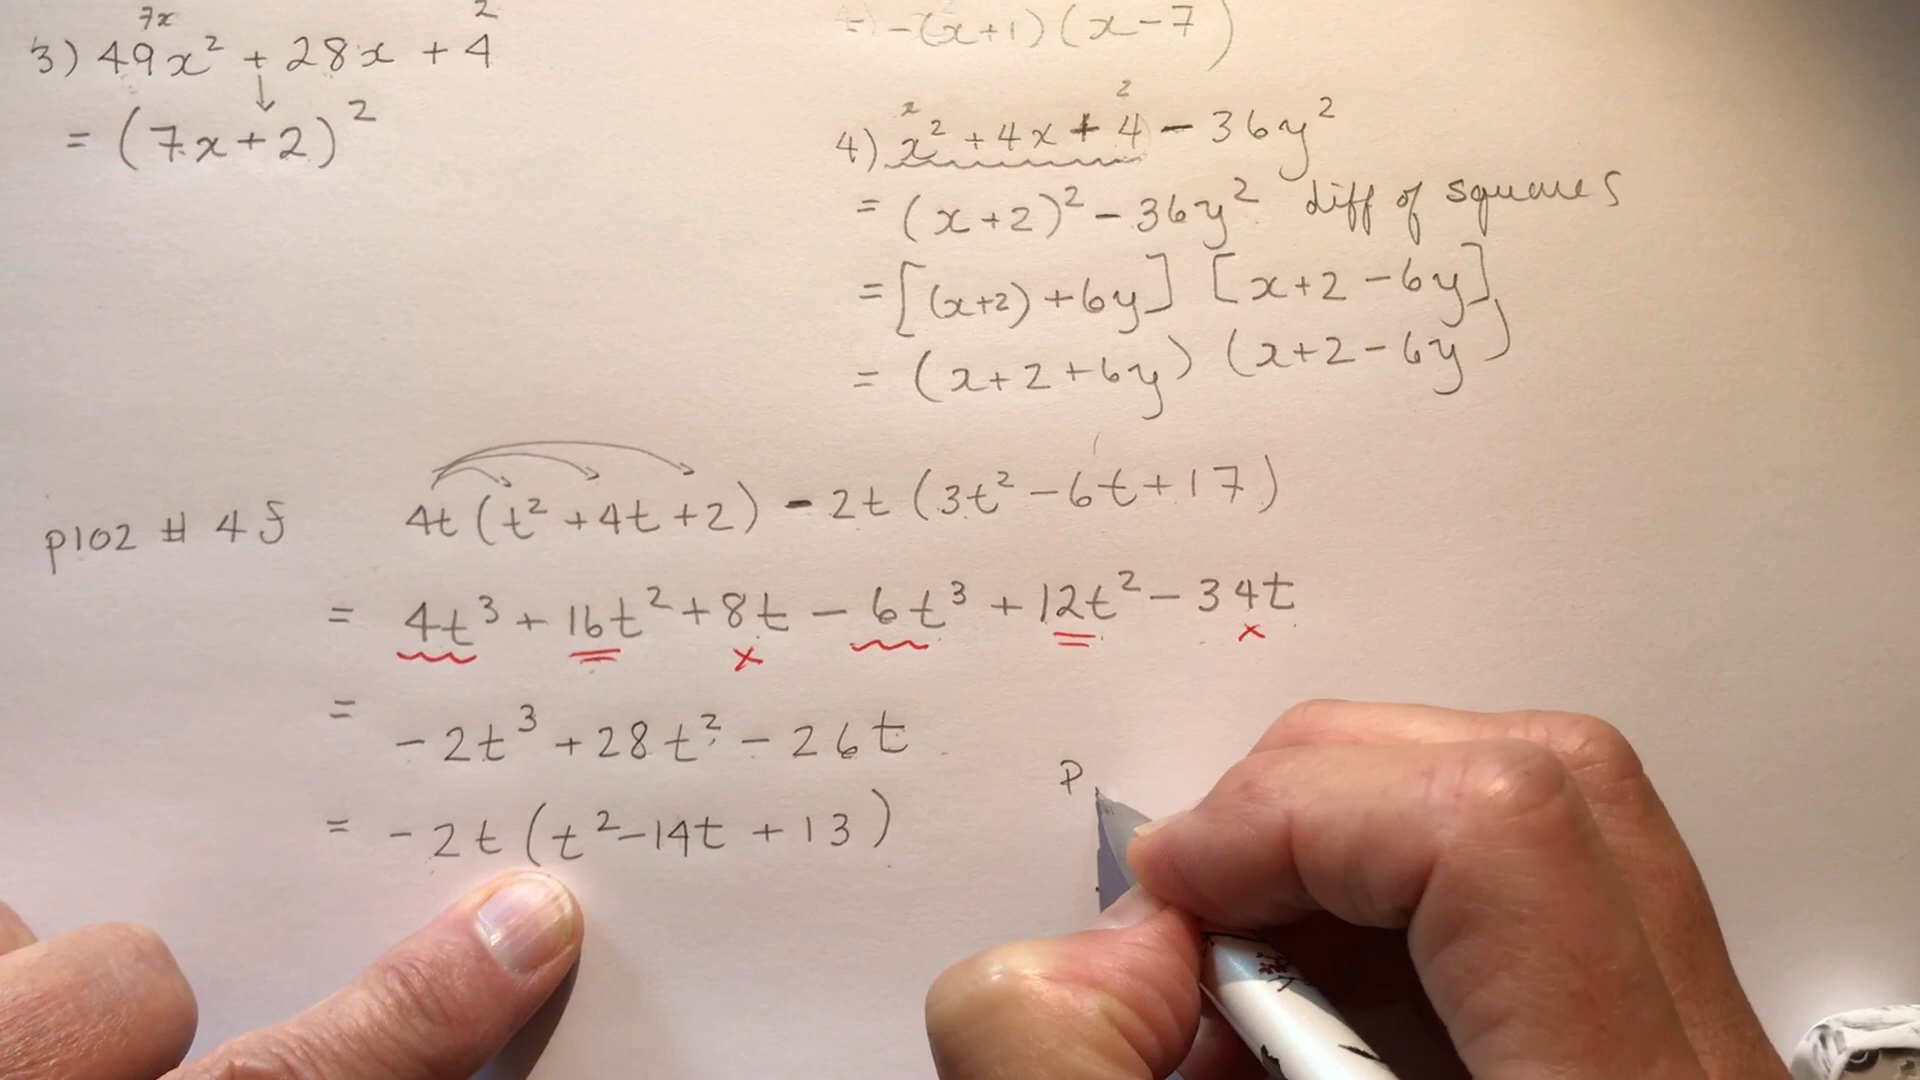 7x 2
3) 49x² + 28x + 4
= (7x+2)²
= -(x+1)(x-7)
x 2
4) x² + 4x + 4 - 36y²
= (x+2)² - 36y² diff of squares
= [(x+2)+6y] [x+2-6y]
= (x+2+6y) (x+2-6y)
p102 # 4f 4t(t²+4t+2) - 2t(3t²-6t+17)
= 4t³ + 16t² + 8t - 6t³ + 12t² - 34t
x x
= -2t³ + 28t² - 26t
P
= -2t(t²-14t+13)